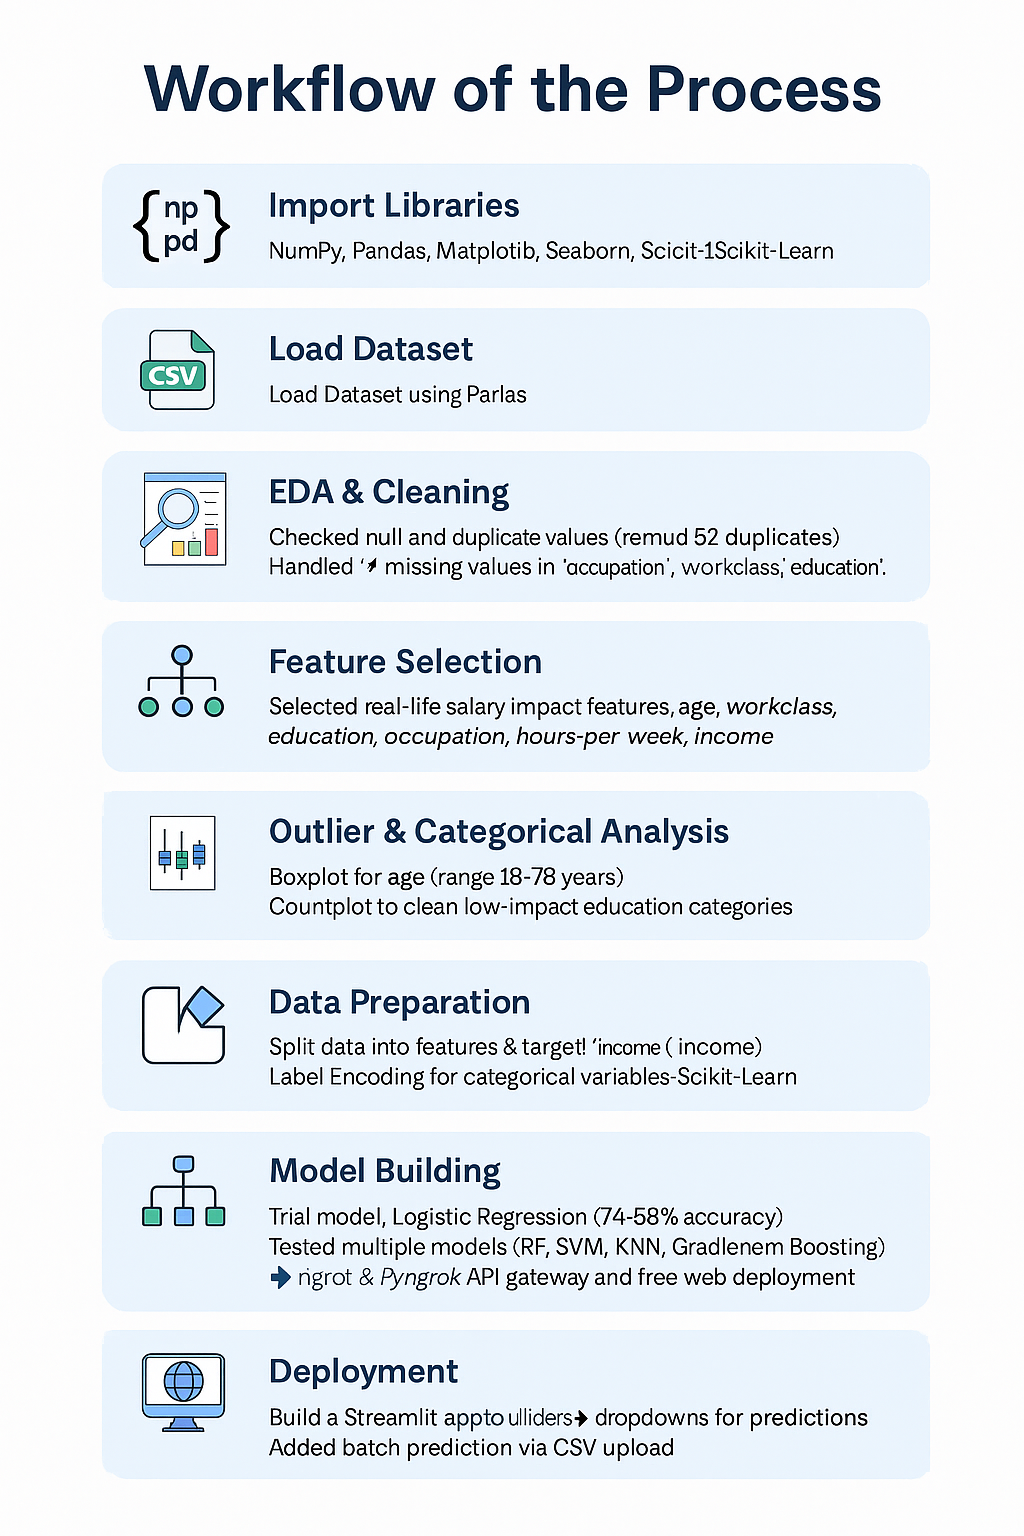 Workflow of the Process
{np
pd}
Import Libraries
NumPy, Pandas, Matplotib, Seaborn, Scicit-1Scikit-Learn
CSV
Load Dataset
Load Dataset using Parlas
EDA & Cleaning
Checked null and duplicate values (remud 52 duplicates)
Handled ‘ missing values in 'accupation', workclass,' education'.
Feature Selection
Selected real-life salary impact features, age, workclass,
education, occupation, hours-per week, income
Outlier & Categorical Analysis
Boxplot for age (range 18-78 years)
Countplot to clean low-impact education categories
Data Preparation
Split data into features & target! ‘income ( income)
Label Encoding for categorical variables-Scikit-Learn
Model Building
Trial model, Logistic Regression (74-58% accuracy)
Tested multiple models (RF, SVM, KNN, Gradlenem Boosting)
➔ rigrot & Pyngrok API gateway and free web deployment
Deployment
Build a Streamlit appto ulliders➔ dropdowns for predictions
Added batch prediction via CSV upload